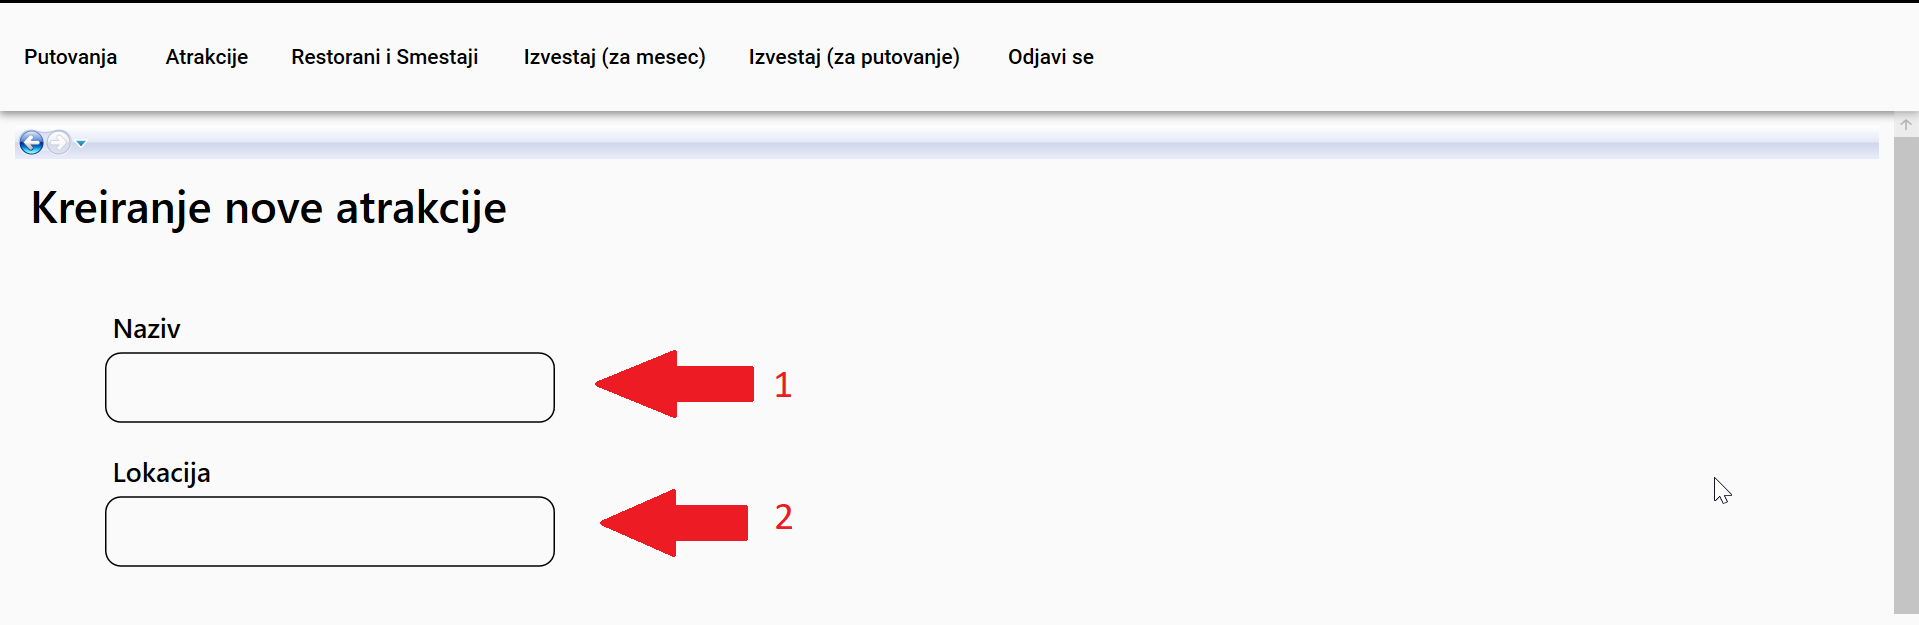 Putovanja Atrakcije Restorani i Smestaji Izvestaj (za mesec) Izvestaj (za putovanje) Odjavi se
Kreiranje nove atrakcije
Naziv
1
Lokacija
2